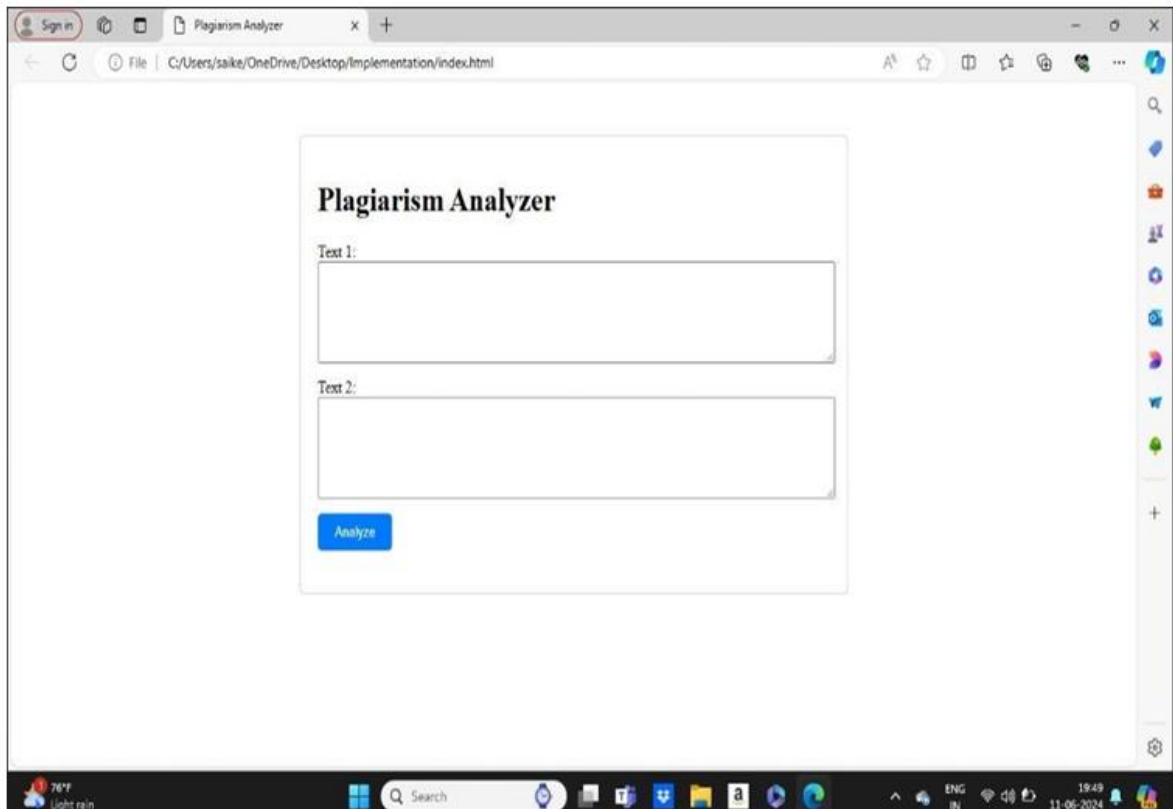 Sign in
Plagiarism Analyzer
File
C:/Users/saike/OneDrive/Desktop/Implementation/index.html
Plagiarism Analyzer
Text 1:
Text 2:
Analyze
76°F
Light rain
Search
ENG
IN
19:49
11-06-2024